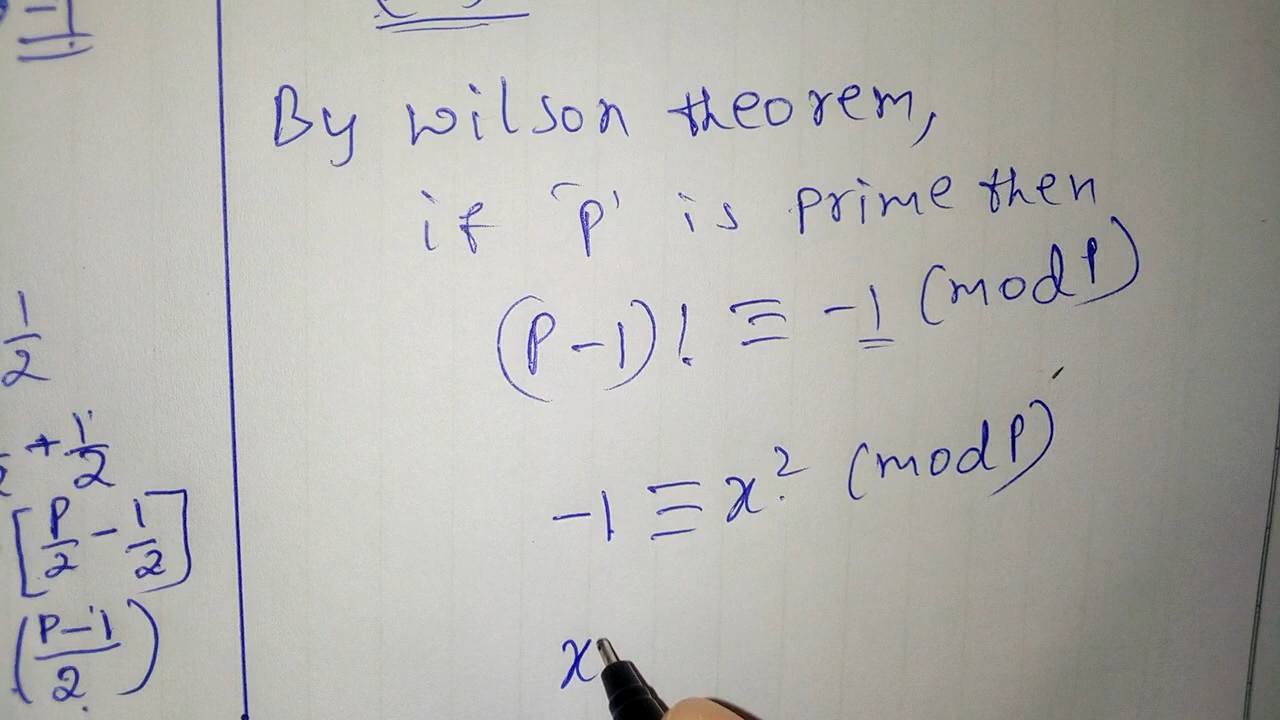 -1
1/2
+ 1/2
[P/2 - 1/2]
(P-1/2)
By wilson theorem,
if 'p' is prime then
(P-1)! ≡ -1 (mod P)
-1 ≡ x² (mod P)
x